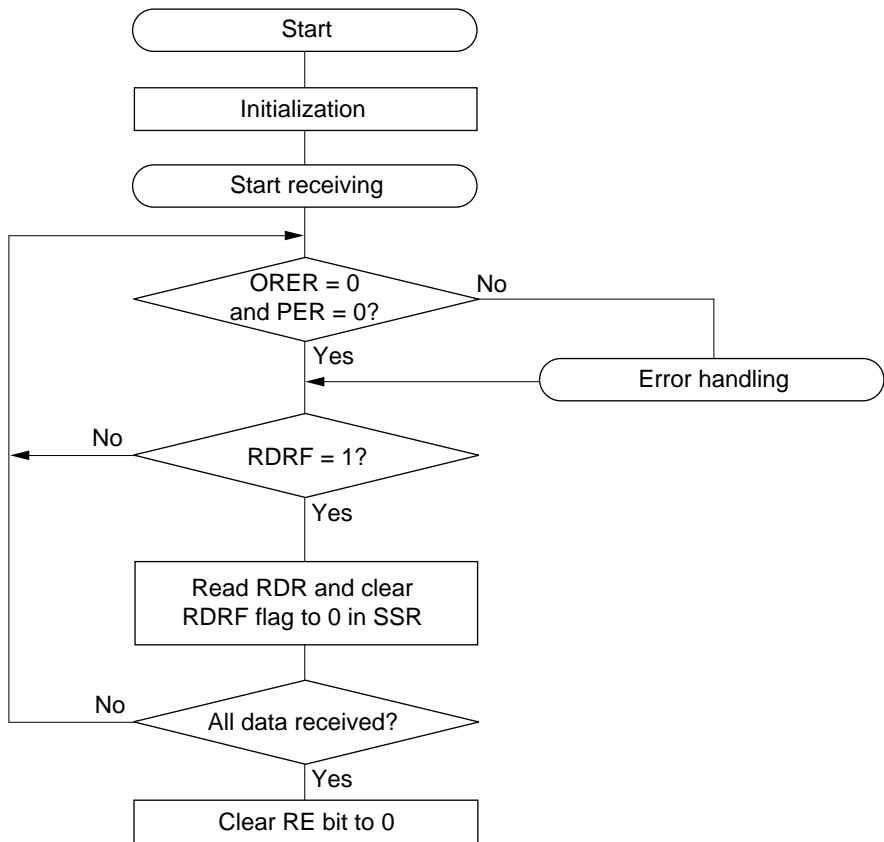 Start
Initialization
Start receiving
ORER = 0
and PER = 0?
No
Yes
Error handling
No
RDRF = 1?
Yes
Read RDR and clear
RDRF flag to 0 in SSR
No
All data received?
Yes
Clear RE bit to 0